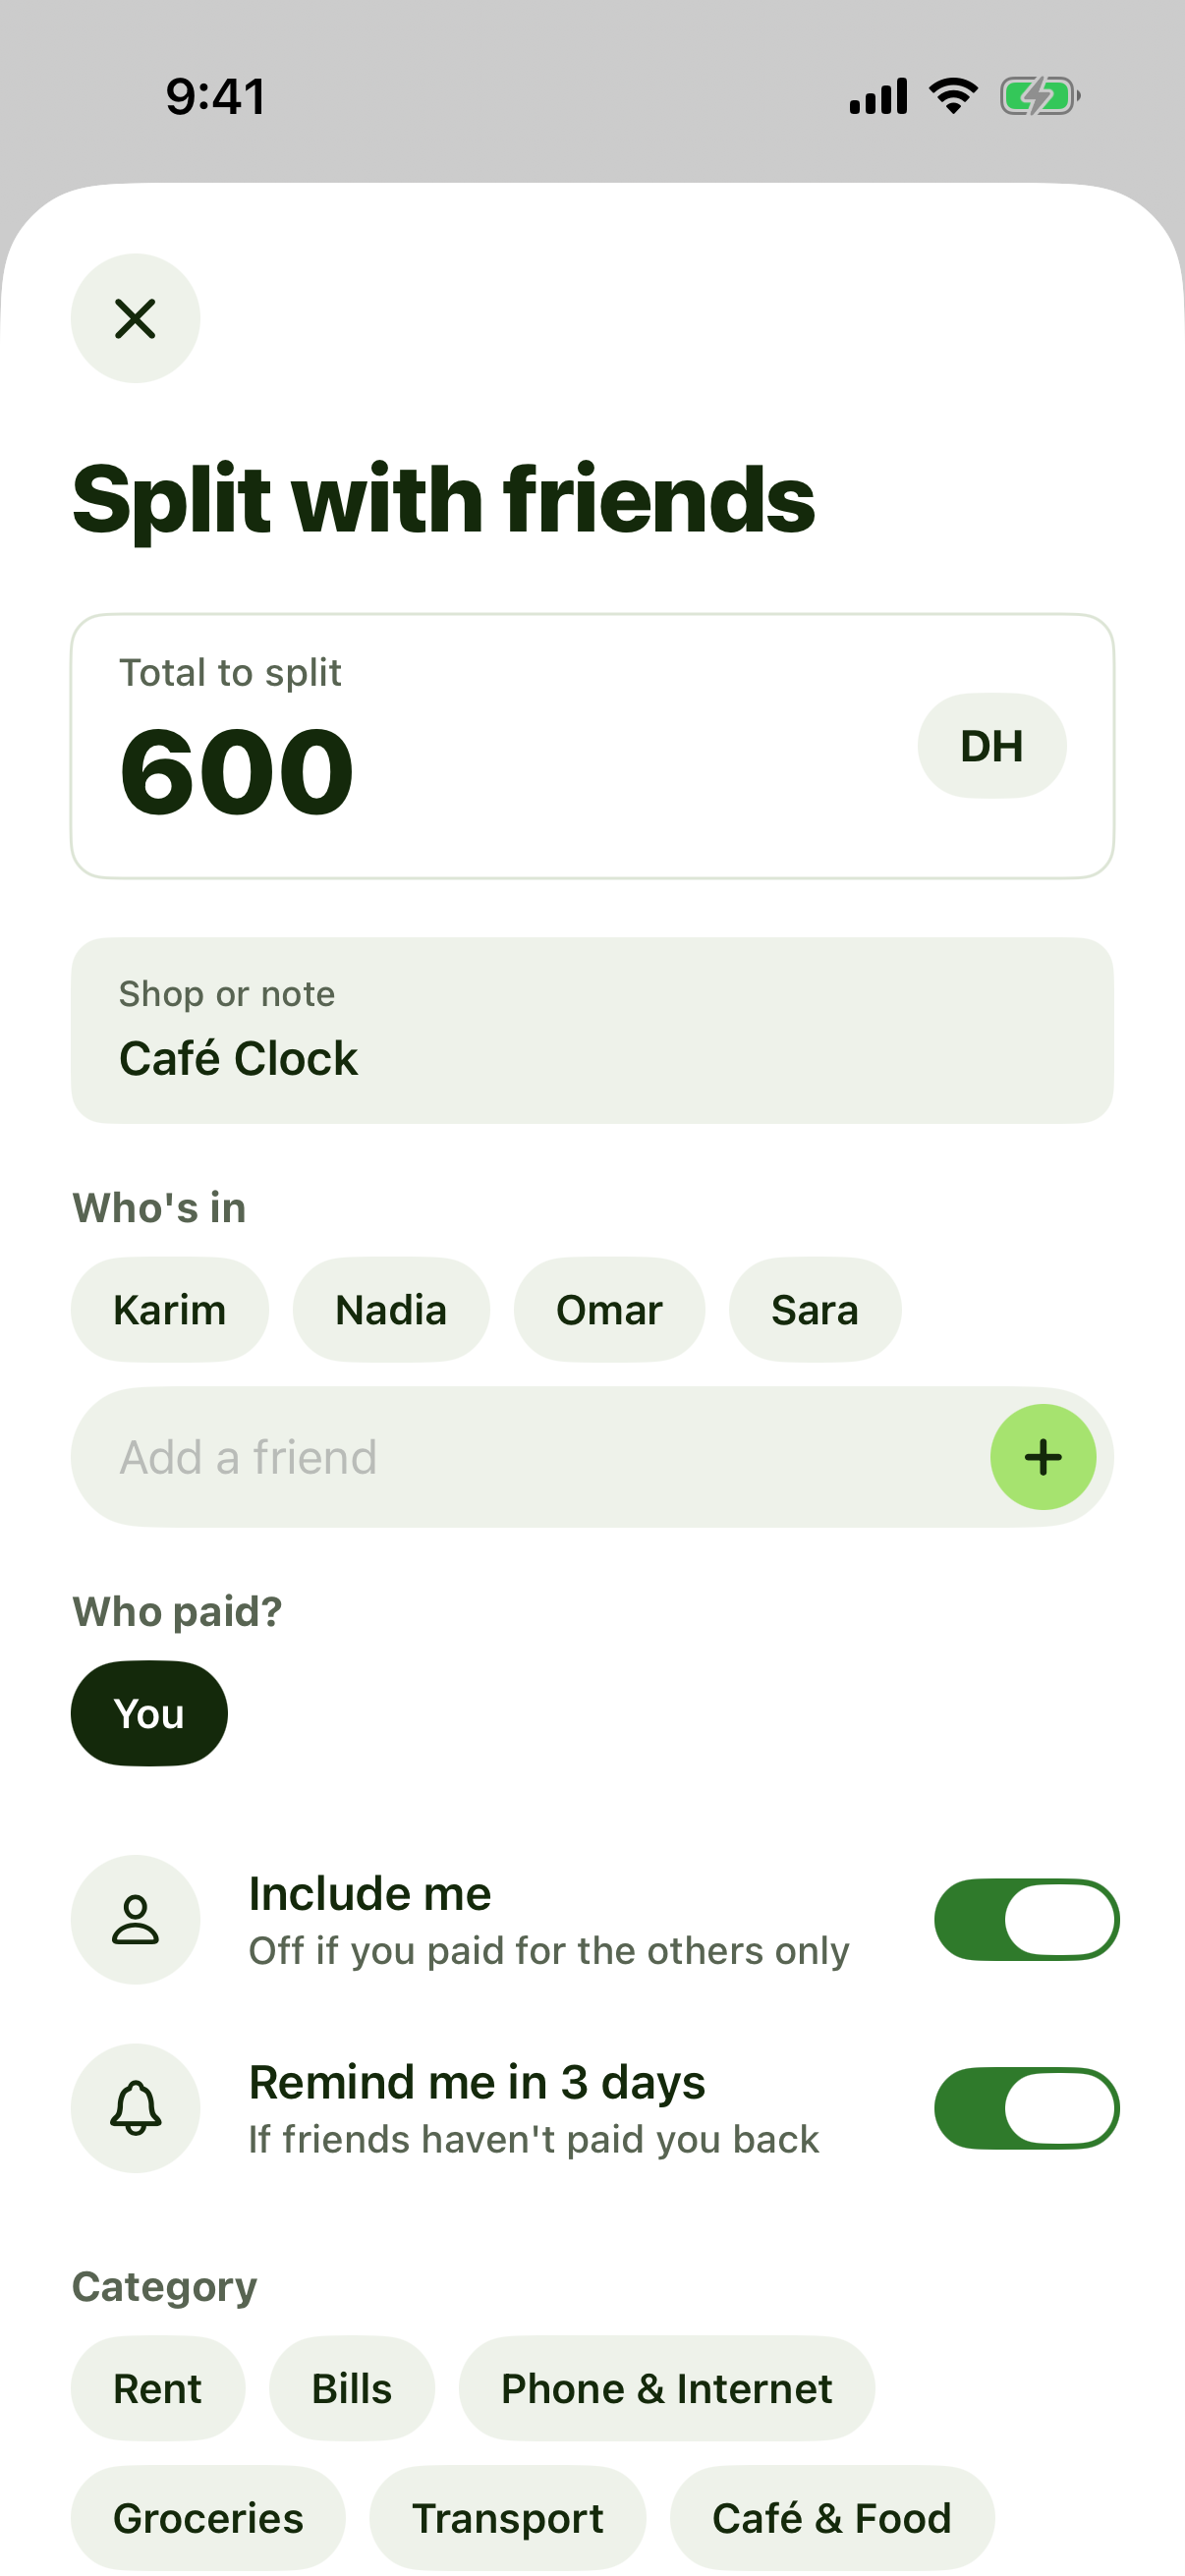 9:41
Split with friends
Total to split
600
DH
Shop or note
Café Clock
Who's in
Karim Nadia Omar Sara
Add a friend
Who paid?
You
Include me
Off if you paid for the others only
Remind me in 3 days
If friends haven't paid you back
Category
Rent Bills Phone & Internet
Groceries Transport Café & Food